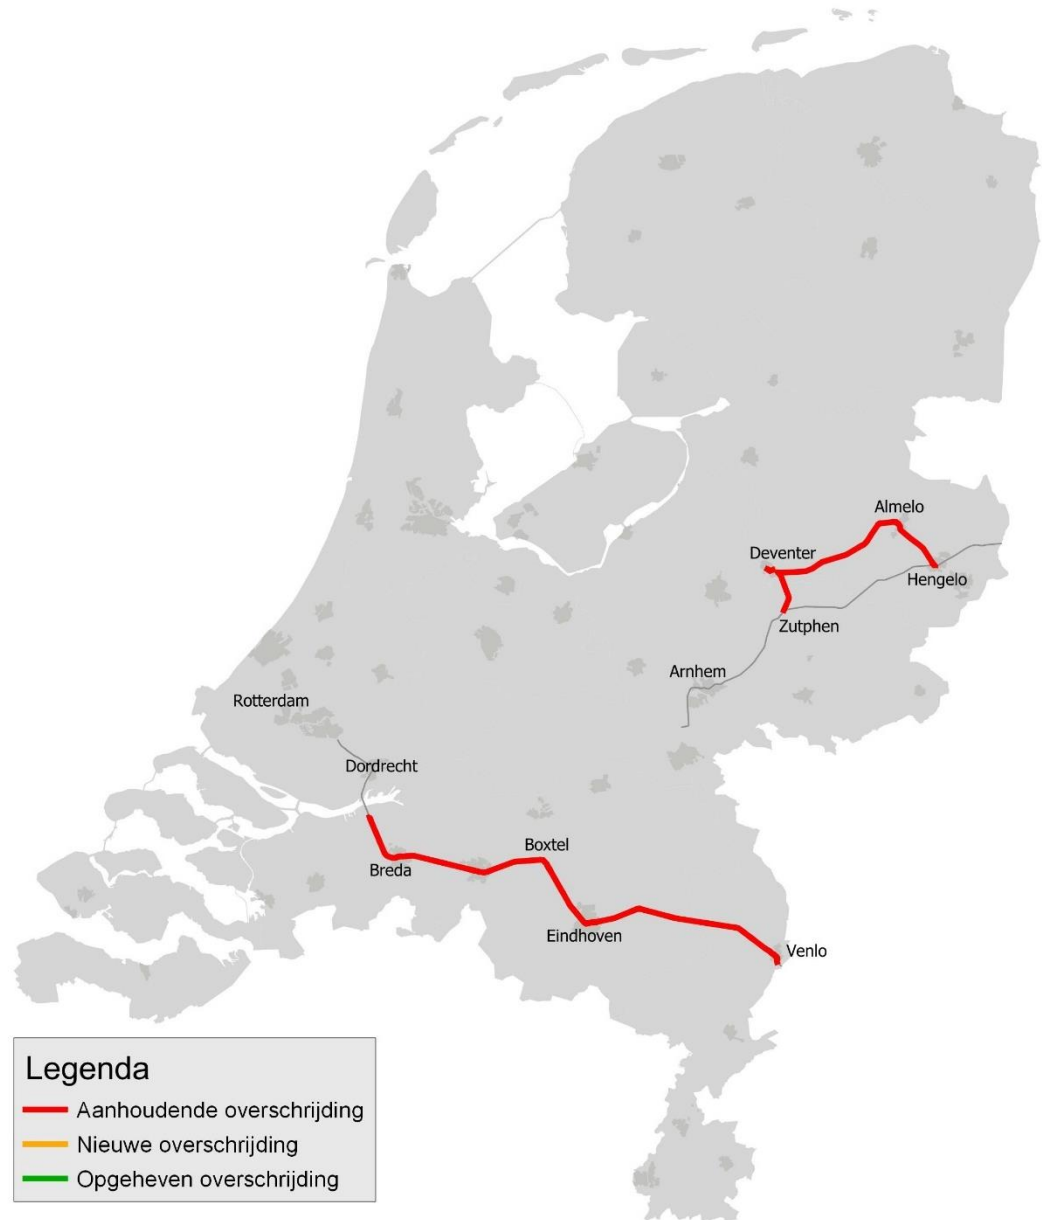 Almelo
Deventer
Hengelo
Zutphen
Arnhem
Rotterdam
Dordrecht
Boxtel
Breda
Eindhoven
Venlo
Legenda
Aanhoudende overschrijding
Nieuwe overschrijding
Opgeheven overschrijding